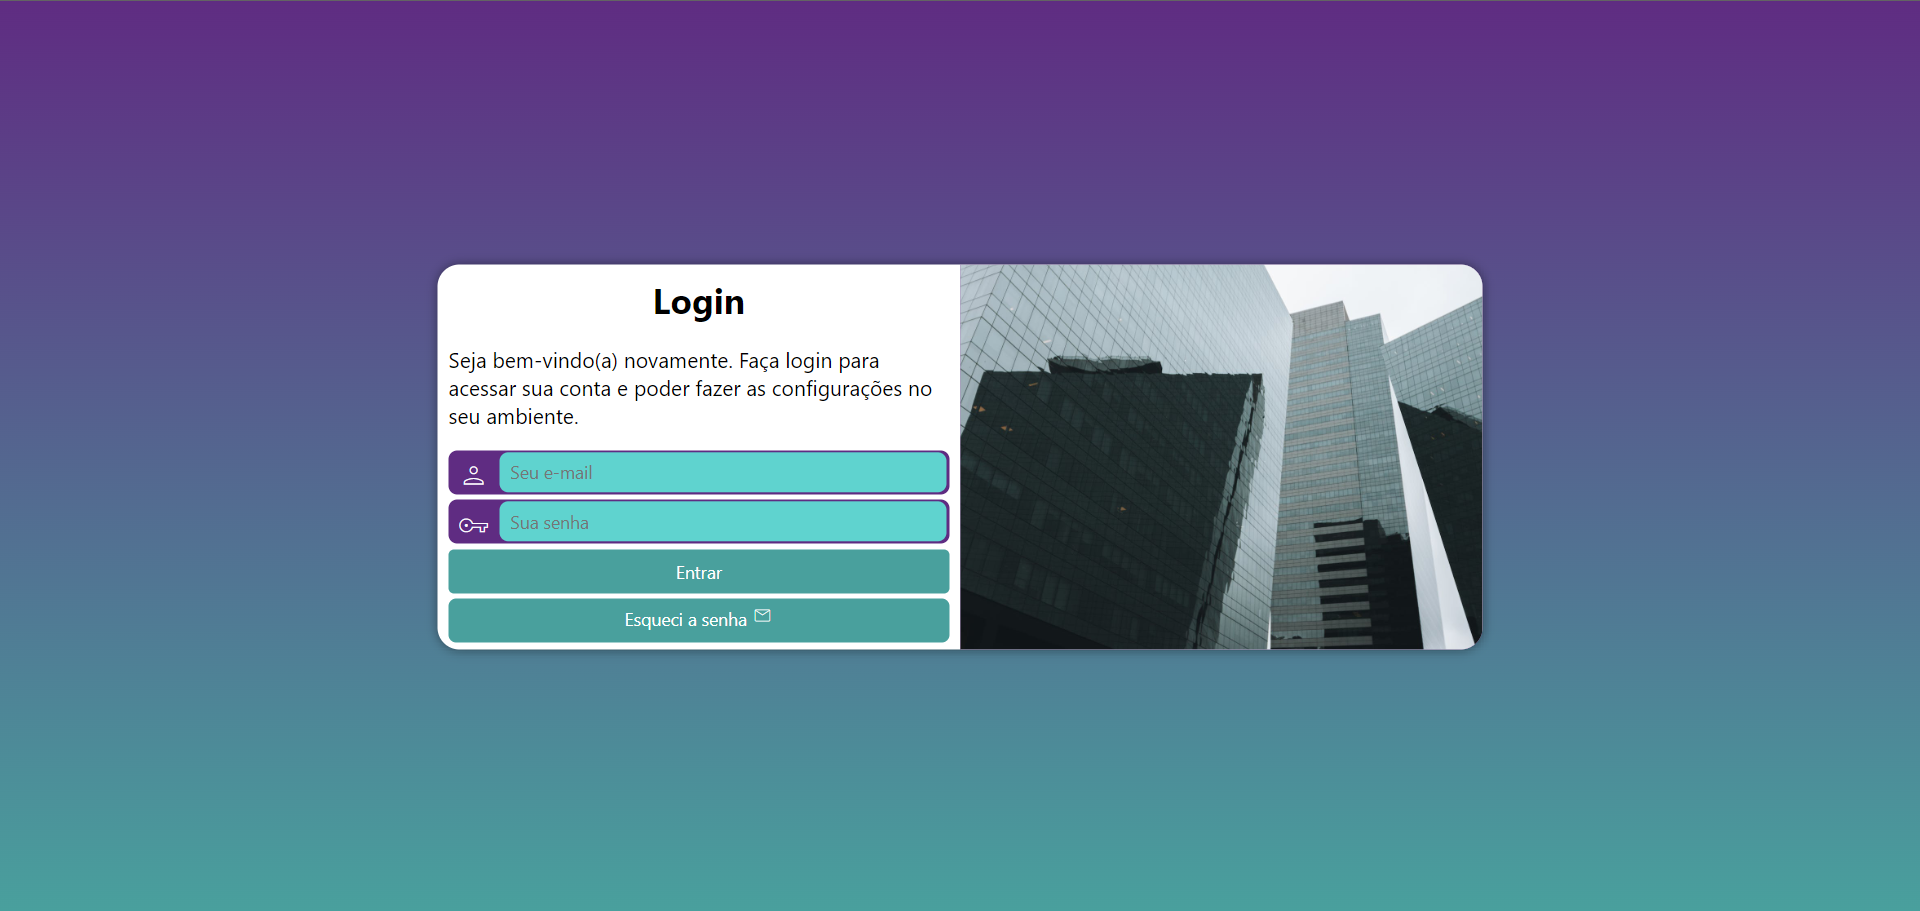 Login
Seja bem-vindo(a) novamente. Faça login para
acessar sua conta e poder fazer as configurações no
seu ambiente.
Seu e-mail
Sua senha
Entrar
Esqueci a senha